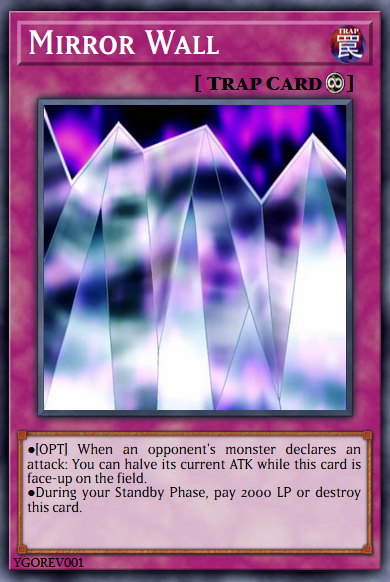 Mirror Wall
TRAP
罠
[ Trap Card ∞ ]
●[OPT] When an opponent's monster declares an
attack: You can halve its current ATK while this card is
face-up on the field.
●During your Standby Phase, pay 2000 LP or destroy
this card.
YGOREV001